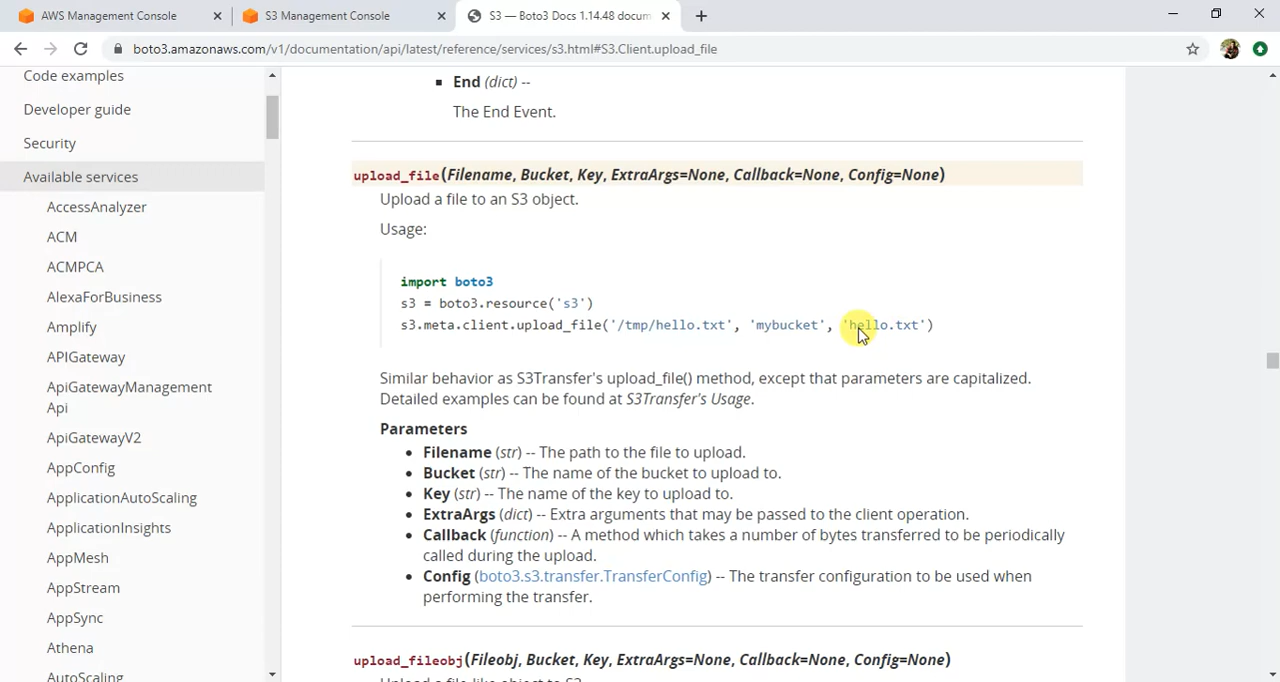 AWS Management Console
S3 Management Console
S3 — Boto3 Docs 1.14.48 docum
boto3.amazonaws.com/v1/documentation/api/latest/reference/services/s3.html#S3.Client.upload_file
Code examples
Developer guide
Security
Available services
AccessAnalyzer
ACM
ACMPCA
AlexaForBusiness
Amplify
APIGateway
ApiGatewayManagement
Api
ApiGatewayV2
AppConfig
ApplicationAutoScaling
ApplicationInsights
AppMesh
AppStream
AppSync
Athena
AutoScaling
End (dict) --
The End Event.
upload_file(Filename, Bucket, Key, ExtraArgs=None, Callback=None, Config=None)
Upload a file to an S3 object.
Usage:
import boto3
s3 = boto3.resource('s3')
s3.meta.client.upload_file('/tmp/hello.txt', 'mybucket', 'hello.txt')
Similar behavior as S3Transfer's upload_file() method, except that parameters are capitalized.
Detailed examples can be found at S3Transfer's Usage.
Parameters
Filename (str) -- The path to the file to upload.
Bucket (str) -- The name of the bucket to upload to.
Key (str) -- The name of the key to upload to.
ExtraArgs (dict) -- Extra arguments that may be passed to the client operation.
Callback (function) -- A method which takes a number of bytes transferred to be periodically
called during the upload.
Config (boto3.s3.transfer.TransferConfig) -- The transfer configuration to be used when
performing the transfer.
upload_fileobj(Fileobj, Bucket, Key, ExtraArgs=None, Callback=None, Config=None)
Upload a file-like object to S3.